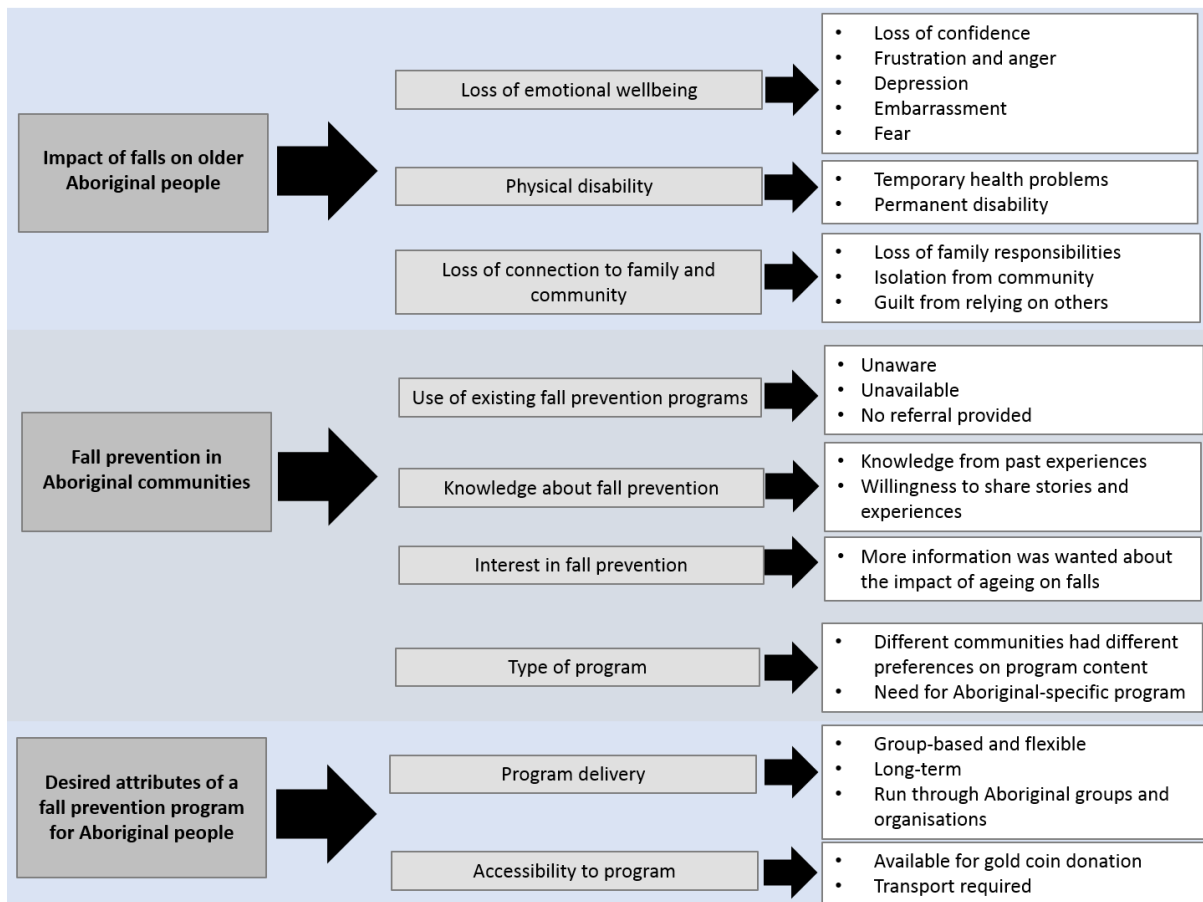 Impact of falls on older
Aboriginal people
Loss of emotional wellbeing
• Loss of confidence
• Frustration and anger
• Depression
• Embarrassment
• Fear
Physical disability
• Temporary health problems
• Permanent disability
Loss of connection to family and
community
• Loss of family responsibilities
• Isolation from community
• Guilt from relying on others
Fall prevention in
Aboriginal communities
Use of existing fall prevention programs
• Unaware
• Unavailable
• No referral provided
Knowledge about fall prevention
• Knowledge from past experiences
• Willingness to share stories and
experiences
Interest in fall prevention
• More information was wanted about
the impact of ageing on falls
Type of program
• Different communities had different
preferences on program content
• Need for Aboriginal-specific program
Desired attributes of a
fall prevention program
for Aboriginal people
Program delivery
• Group-based and flexible
• Long-term
• Run through Aboriginal groups and
organisations
Accessibility to program
• Available for gold coin donation
• Transport required